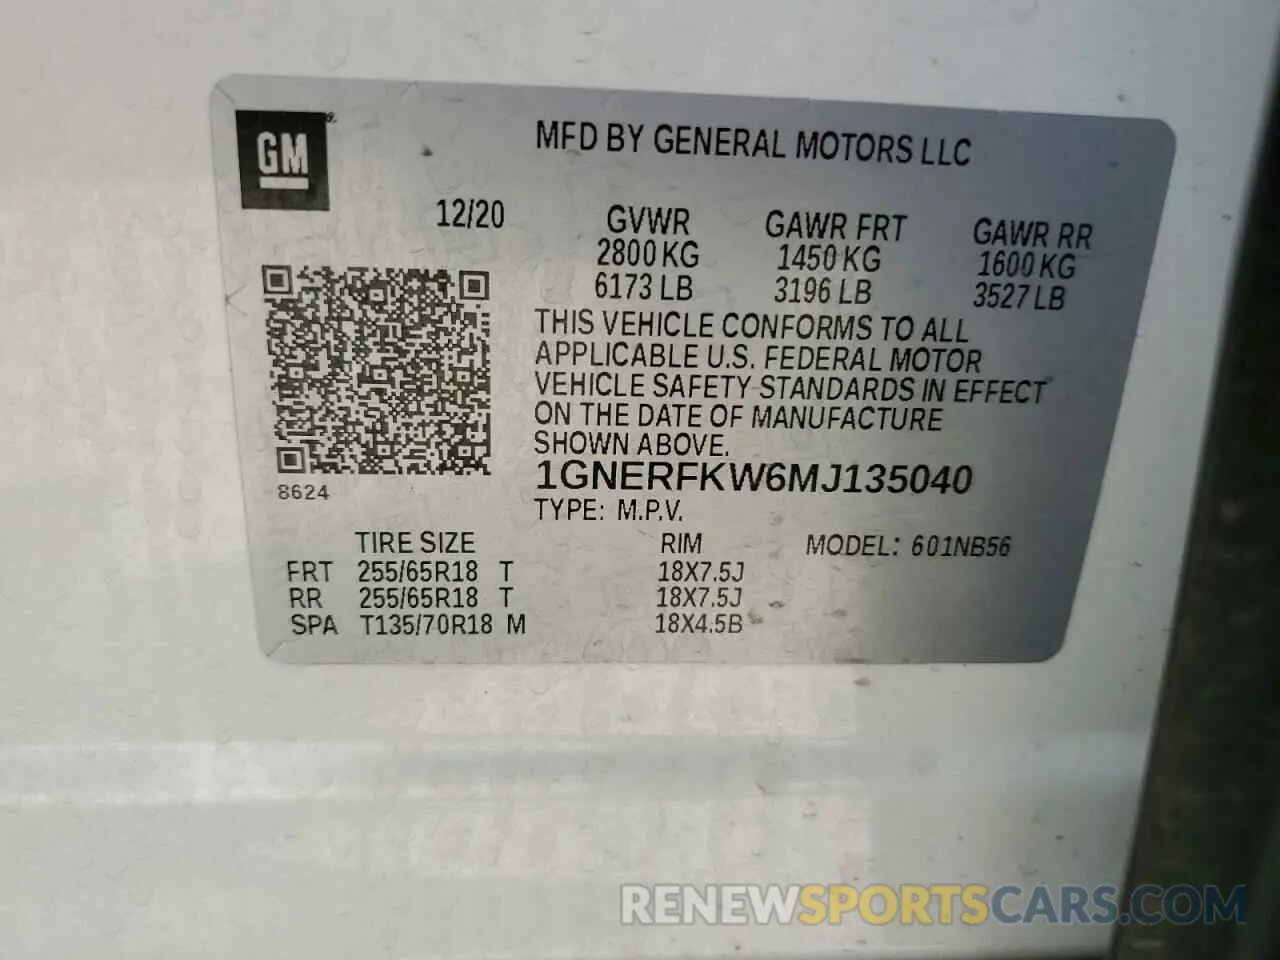 GM
MFD BY GENERAL MOTORS LLC
12/20
GVWR GAWR FRT GAWR RR
2800 KG 1450 KG 1600 KG
6173 LB 3196 LB 3527 LB
THIS VEHICLE CONFORMS TO ALL
APPLICABLE U.S. FEDERAL MOTOR
VEHICLE SAFETY STANDARDS IN EFFECT
ON THE DATE OF MANUFACTURE
SHOWN ABOVE.
1GNERFKW6MJ135040
8624
TYPE: M.P.V.
TIRE SIZE RIM MODEL: 601NB56
FRT 255/65R18 T 18X7.5J
RR 255/65R18 T 18X7.5J
SPA T135/70R18 M 18X4.5B
RENEWSPORTSCARS.COM